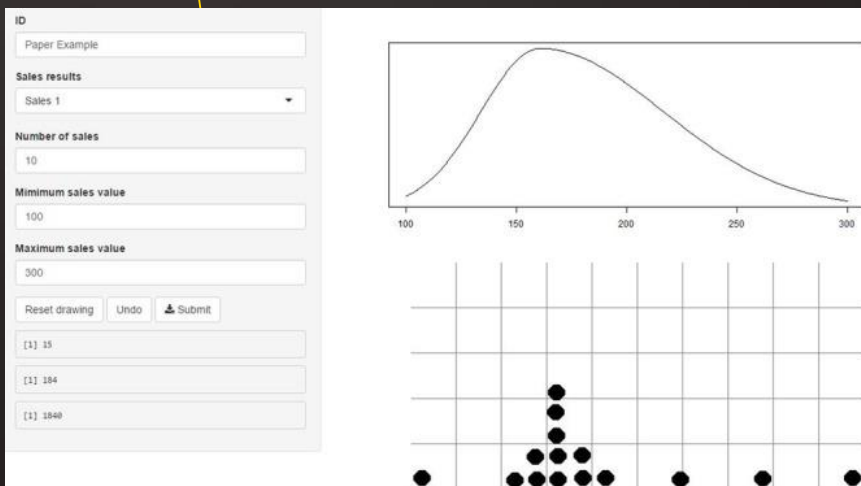 ID
Paper Example
Sales results
Sales 1
Number of sales
10
Mimimum sales value
100
Maximum sales value
300
Reset drawing Undo Submit
[1] 15
[1] 184
[1] 1840
100 150 200 250 300